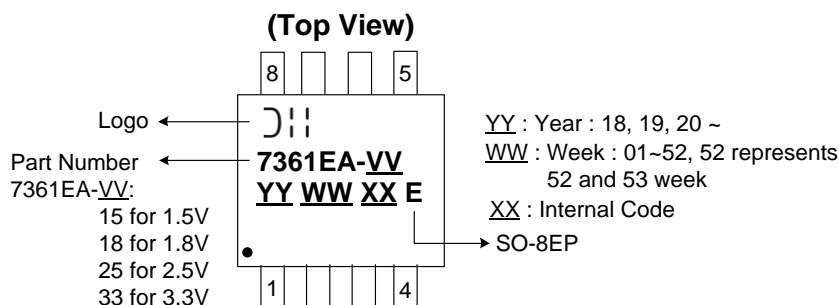 (Top View)
8 5
Logo
7361EA-VV
YY WW XX E
1 4
Part Number
7361EA-VV:
15 for 1.5V
18 for 1.8V
25 for 2.5V
33 for 3.3V
YY : Year : 18, 19, 20 ~
WW : Week : 01~52, 52 represents
52 and 53 week
XX : Internal Code
SO-8EP